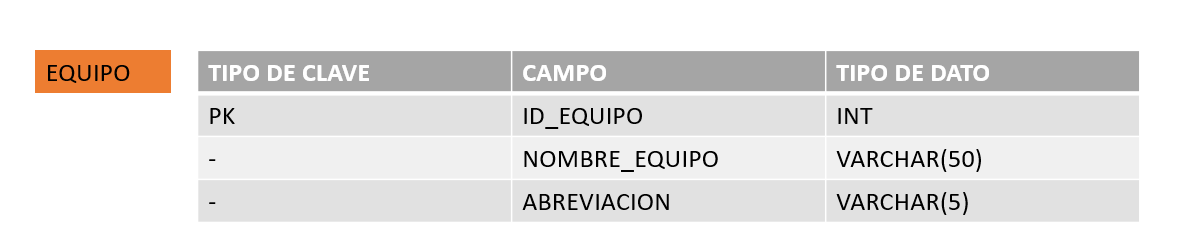 EQUIPO
TIPO DE CLAVE CAMPO TIPO DE DATO
PK ID_EQUIPO INT
- NOMBRE_EQUIPO VARCHAR(50)
- ABREVIACION VARCHAR(5)